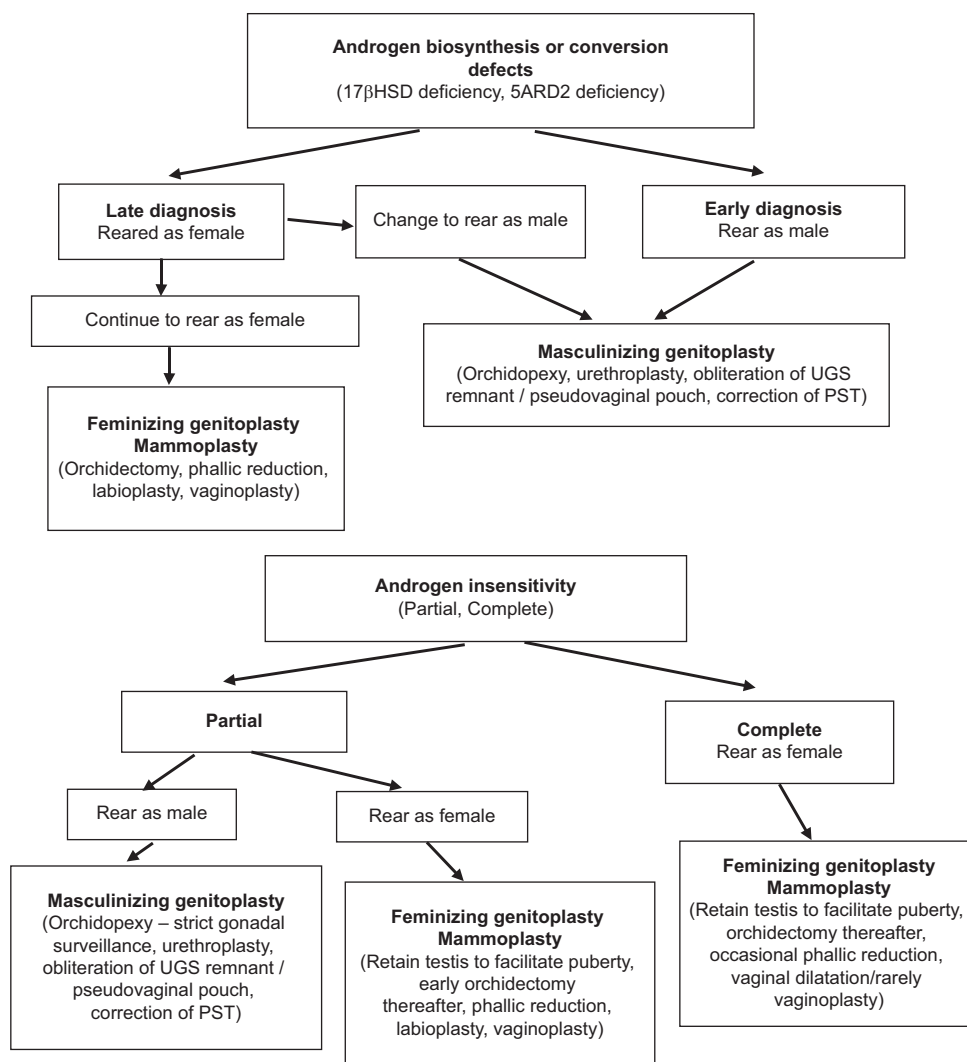 Androgen biosynthesis or conversion
defects
(17βHSD deficiency, 5ARD2 deficiency)
Late diagnosis
Reared as female
Change to rear as male
Early diagnosis
Rear as male
Continue to rear as female
Masculinizing genitoplasty
(Orchidopexy, urethroplasty, obliteration of UGS
remnant / pseudovaginal pouch, correction of PST)
Feminizing genitoplasty
Mammoplasty
(Orchidectomy, phallic reduction,
labioplasty, vaginoplasty)
Androgen insensitivity
(Partial, Complete)
Partial
Complete
Rear as female
Rear as male
Rear as female
Masculinizing genitoplasty
(Orchidopexy – strict gonadal
surveillance, urethroplasty,
obliteration of UGS remnant /
pseudovaginal pouch,
correction of PST)
Feminizing genitoplasty
Mammoplasty
(Retain testis to facilitate puberty,
early orchidectomy
thereafter, phallic reduction,
labioplasty, vaginoplasty)
Feminizing genitoplasty
Mammoplasty
(Retain testis to facilitate puberty,
orchidectomy thereafter,
occasional phallic reduction,
vaginal dilatation/rarely
vaginoplasty)